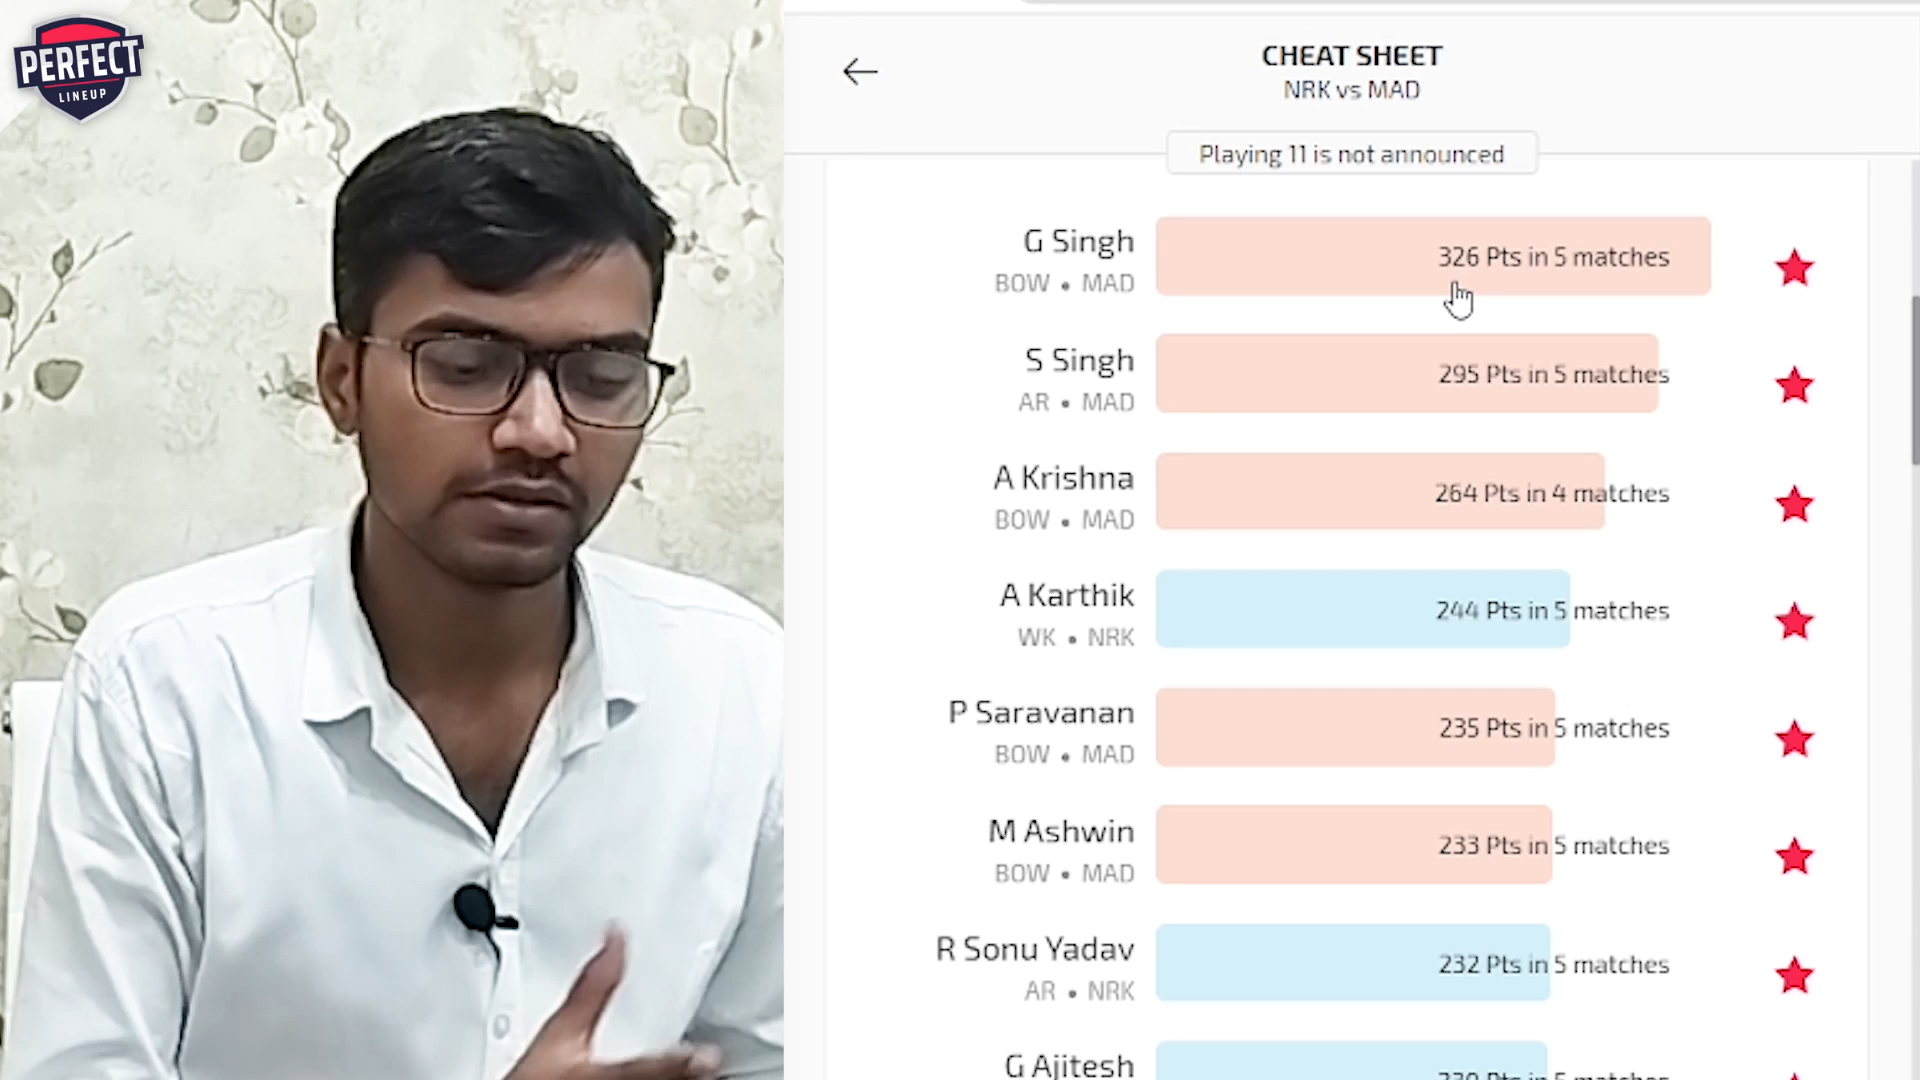 PERFECT
LINEUP
CHEAT SHEET
NRK vs MAD
Playing 11 is not announced
G Singh
BOW • MAD
326 Pts in 5 matches
S Singh
AR • MAD
295 Pts in 5 matches
A Krishna
BOW • MAD
264 Pts in 4 matches
A Karthik
WK • NRK
244 Pts in 5 matches
P Saravanan
BOW • MAD
235 Pts in 5 matches
M Ashwin
BOW • MAD
233 Pts in 5 matches
R Sonu Yadav
AR • NRK
232 Pts in 5 matches
G Ajitesh